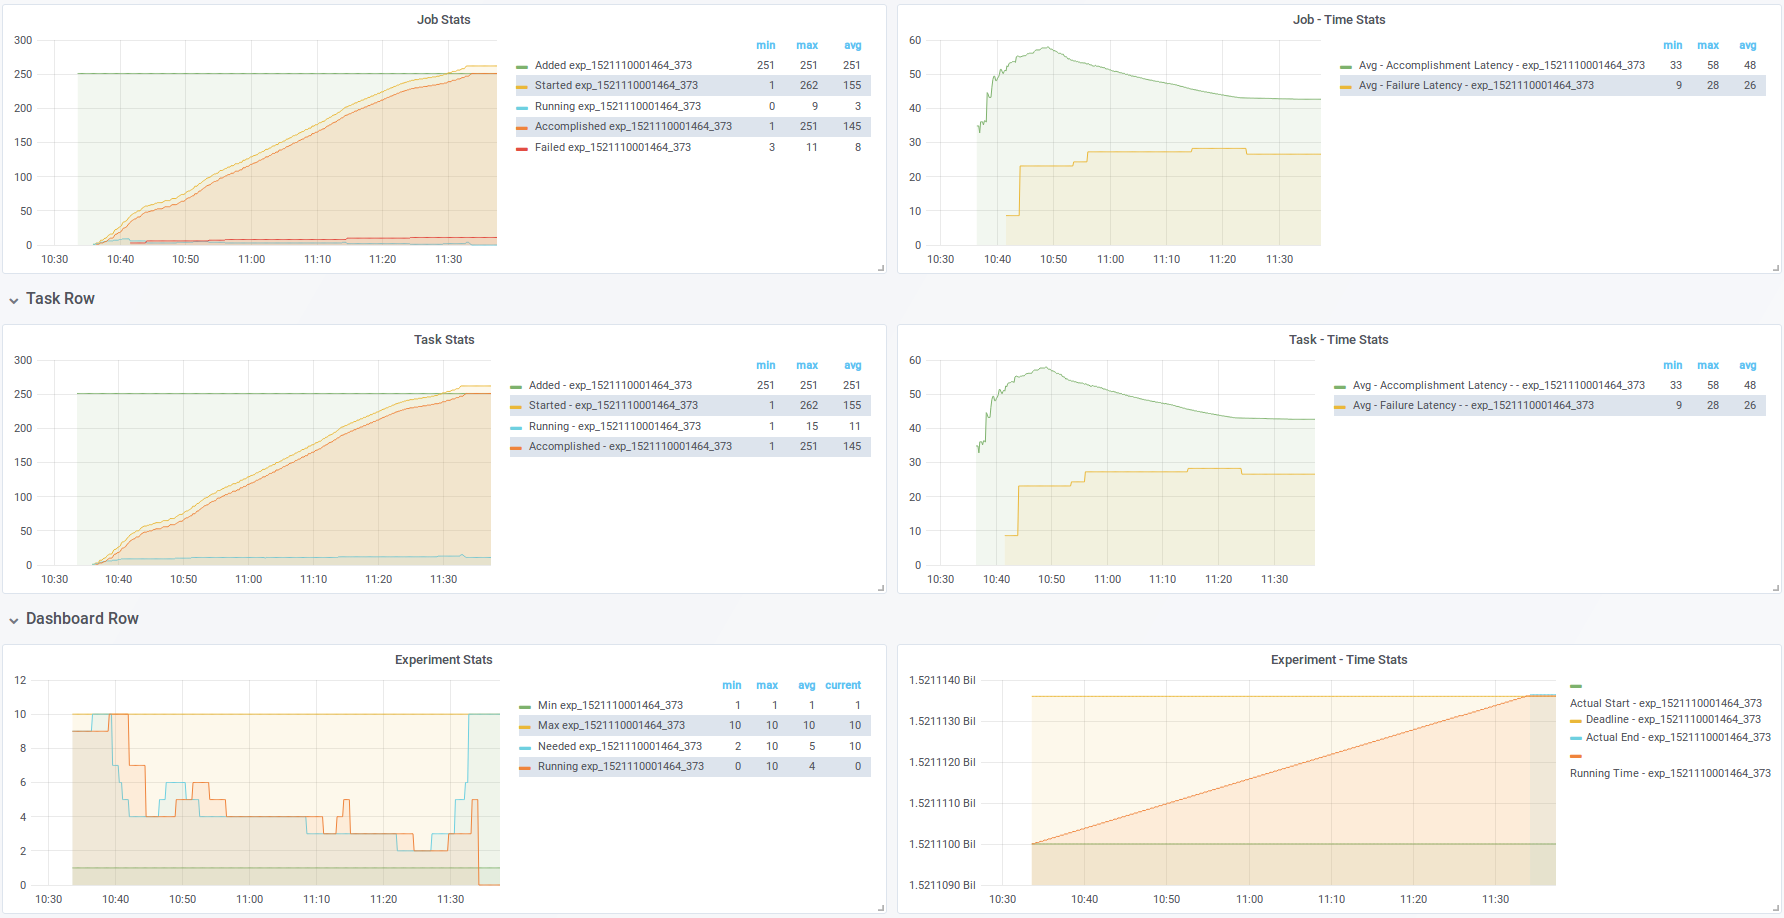 Job Stats
300
250
200
150
100
50
0
10:30 10:40 10:50 11:00 11:10 11:20 11:30
min max avg
Added exp_1521110001464_373 251 251 251
Started exp_1521110001464_373 1 262 155
Running exp_1521110001464_373 0 9 3
Accomplished exp_1521110001464_373 1 251 145
Failed exp_1521110001464_373 3 11 8
Job - Time Stats
60
50
40
30
20
10
0
10:30 10:40 10:50 11:00 11:10 11:20 11:30
min max avg
Avg - Accomplishment Latency - exp_1521110001464_373 33 58 48
Avg - Failure Latency - exp_1521110001464_373 9 28 26
Task Row
Task Stats
300
250
200
150
100
50
0
10:30 10:40 10:50 11:00 11:10 11:20 11:30
min max avg
Added - exp_1521110001464_373 251 251 251
Started - exp_1521110001464_373 1 262 155
Running - exp_1521110001464_373 1 15 11
Accomplished - exp_1521110001464_373 1 251 145
Task - Time Stats
60
50
40
30
20
10
0
10:30 10:40 10:50 11:00 11:10 11:20 11:30
min max avg
Avg - Accomplishment Latency - - exp_1521110001464_373 33 58 48
Avg - Failure Latency - - exp_1521110001464_373 9 28 26
Dashboard Row
Experiment Stats
12
10
8
6
4
2
0
10:30 10:40 10:50 11:00 11:10 11:20 11:30
min max avg current
Min exp_1521110001464_373 1 1 1 1
Max exp_1521110001464_373 10 10 10 10
Needed exp_1521110001464_373 2 10 5 10
Running exp_1521110001464_373 0 10 4 0
Experiment - Time Stats
1.5211140 Bil
1.5211130 Bil
1.5211120 Bil
1.5211110 Bil
1.5211100 Bil
1.5211090 Bil
10:30 10:40 10:50 11:00 11:10 11:20 11:30
Actual Start - exp_1521110001464_373
Deadline - exp_1521110001464_373
Actual End - exp_1521110001464_373
Running Time - exp_1521110001464_373